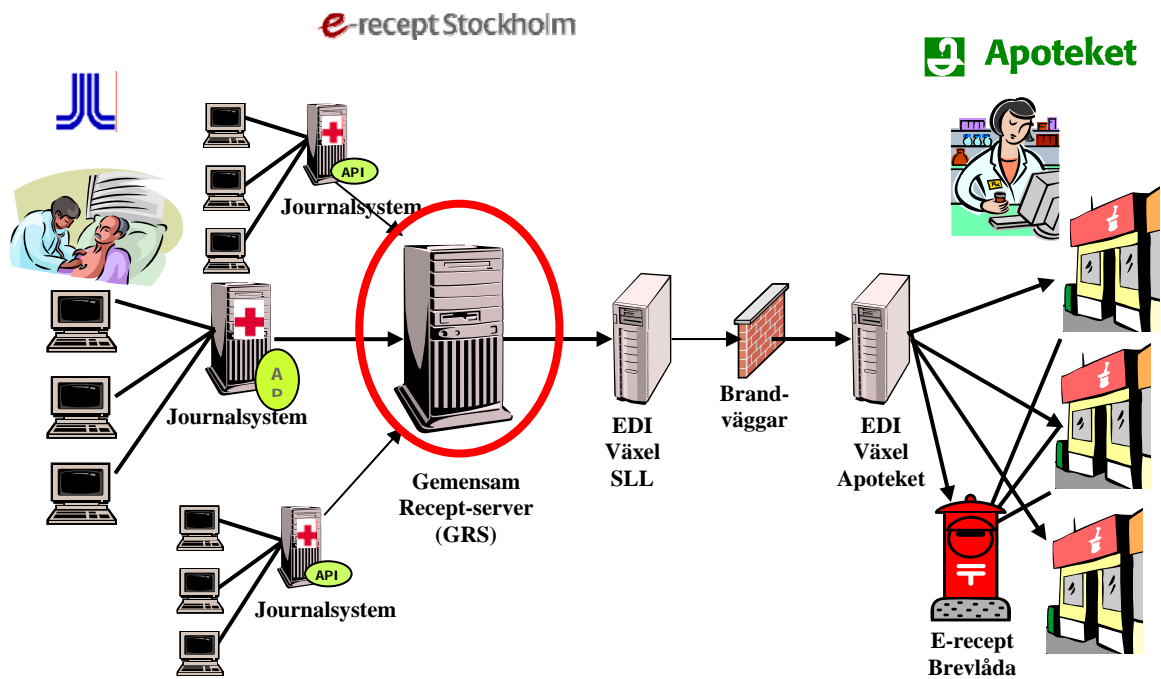 e-recept Stockholm
Apoteket
API
Journalsystem
A
P
Journalsystem
API
Journalsystem
Gemensam
Recept-server
(GRS)
EDI
Växel
SLL
Brand-
väggar
EDI
Växel
Apoteket
E-recept
Brevlåda